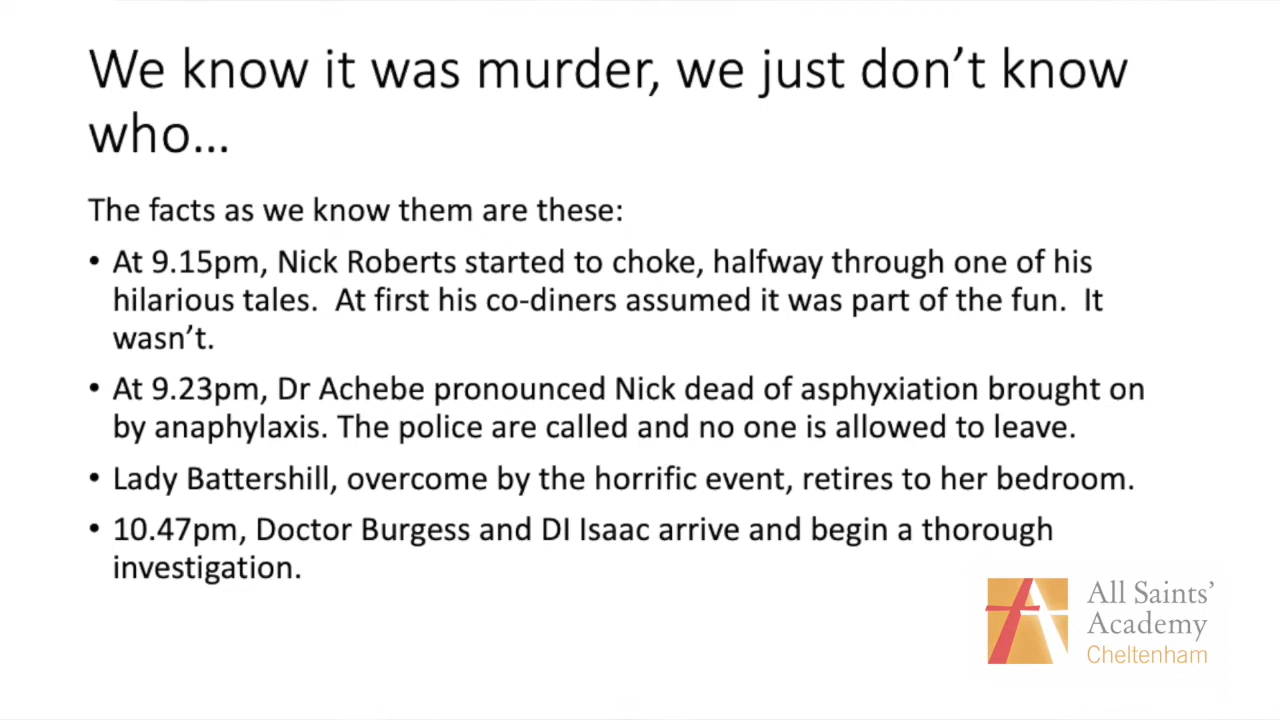 We know it was murder, we just don’t know
who…
The facts as we know them are these:
• At 9.15pm, Nick Roberts started to choke, halfway through one of his
hilarious tales.  At first his co-diners assumed it was part of the fun.  It
wasn’t.
• At 9.23pm, Dr Achebe pronounced Nick dead of asphyxiation brought on
by anaphylaxis. The police are called and no one is allowed to leave.
• Lady Battershill, overcome by the horrific event, retires to her bedroom.
• 10.47pm, Doctor Burgess and DI Isaac arrive and begin a thorough
investigation.
All Saints’
Academy
Cheltenham